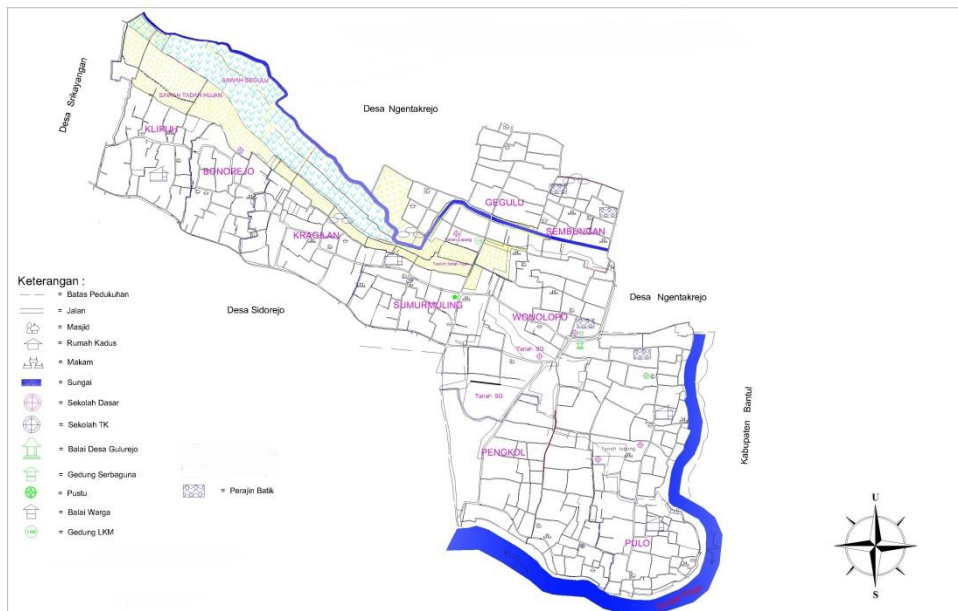 SAWAH GEGULU
SAWAH TADAH HUJAN
Desa Srikayangan
Desa Ngentakrejo
KLIPUH
BONOREJO
KRAGILAN
GEGULU
SEMBUNGAN
Desa Ngentakrejo
Desa Sidorejo
SUMURMULING
WONOLOPO
Tanah SG
Tanah SG
PENGKOL
PULO
Kabupaten Bantul
Keterangan :
= Batas Pedukuhan
= Jalan
= Masjid
= Rumah Kadus
= Makam
= Sungai
= Sekolah Dasar
= Sekolah TK
= Balai Desa Gulurejo
= Gedung Serbaguna
= Pustu
= Balai Warga
= Gedung LKM
= Perajin Batik
U
S